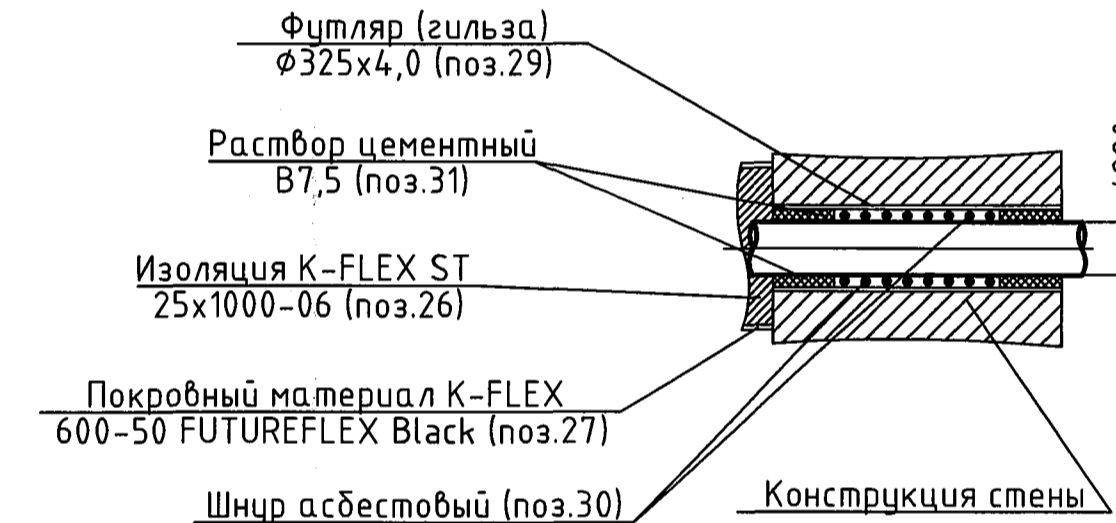 Футляр (гильза)
Ф325х4,0 (поз.29)
Раствор цементный
В7,5 (поз.31)
Изоляция K-FLEX ST
25х1000-06 (поз.26)
Покровный материал K-FLEX
600-50 FUTUREFLEX Black (поз.27)
Шнур асбестовый (поз.30)
Конструкция стены